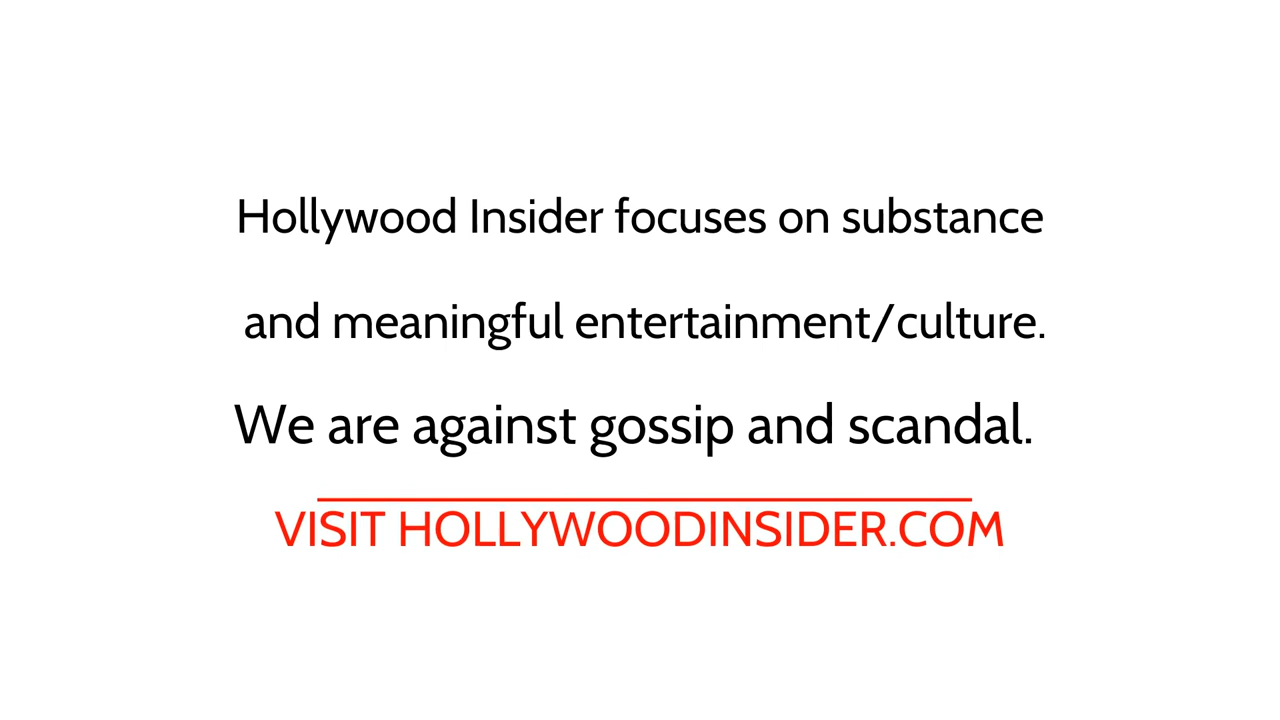 Hollywood Insider focuses on substance
and meaningful entertainment/culture.
We are against gossip and scandal.
VISIT HOLLYWOODINSIDER.COM